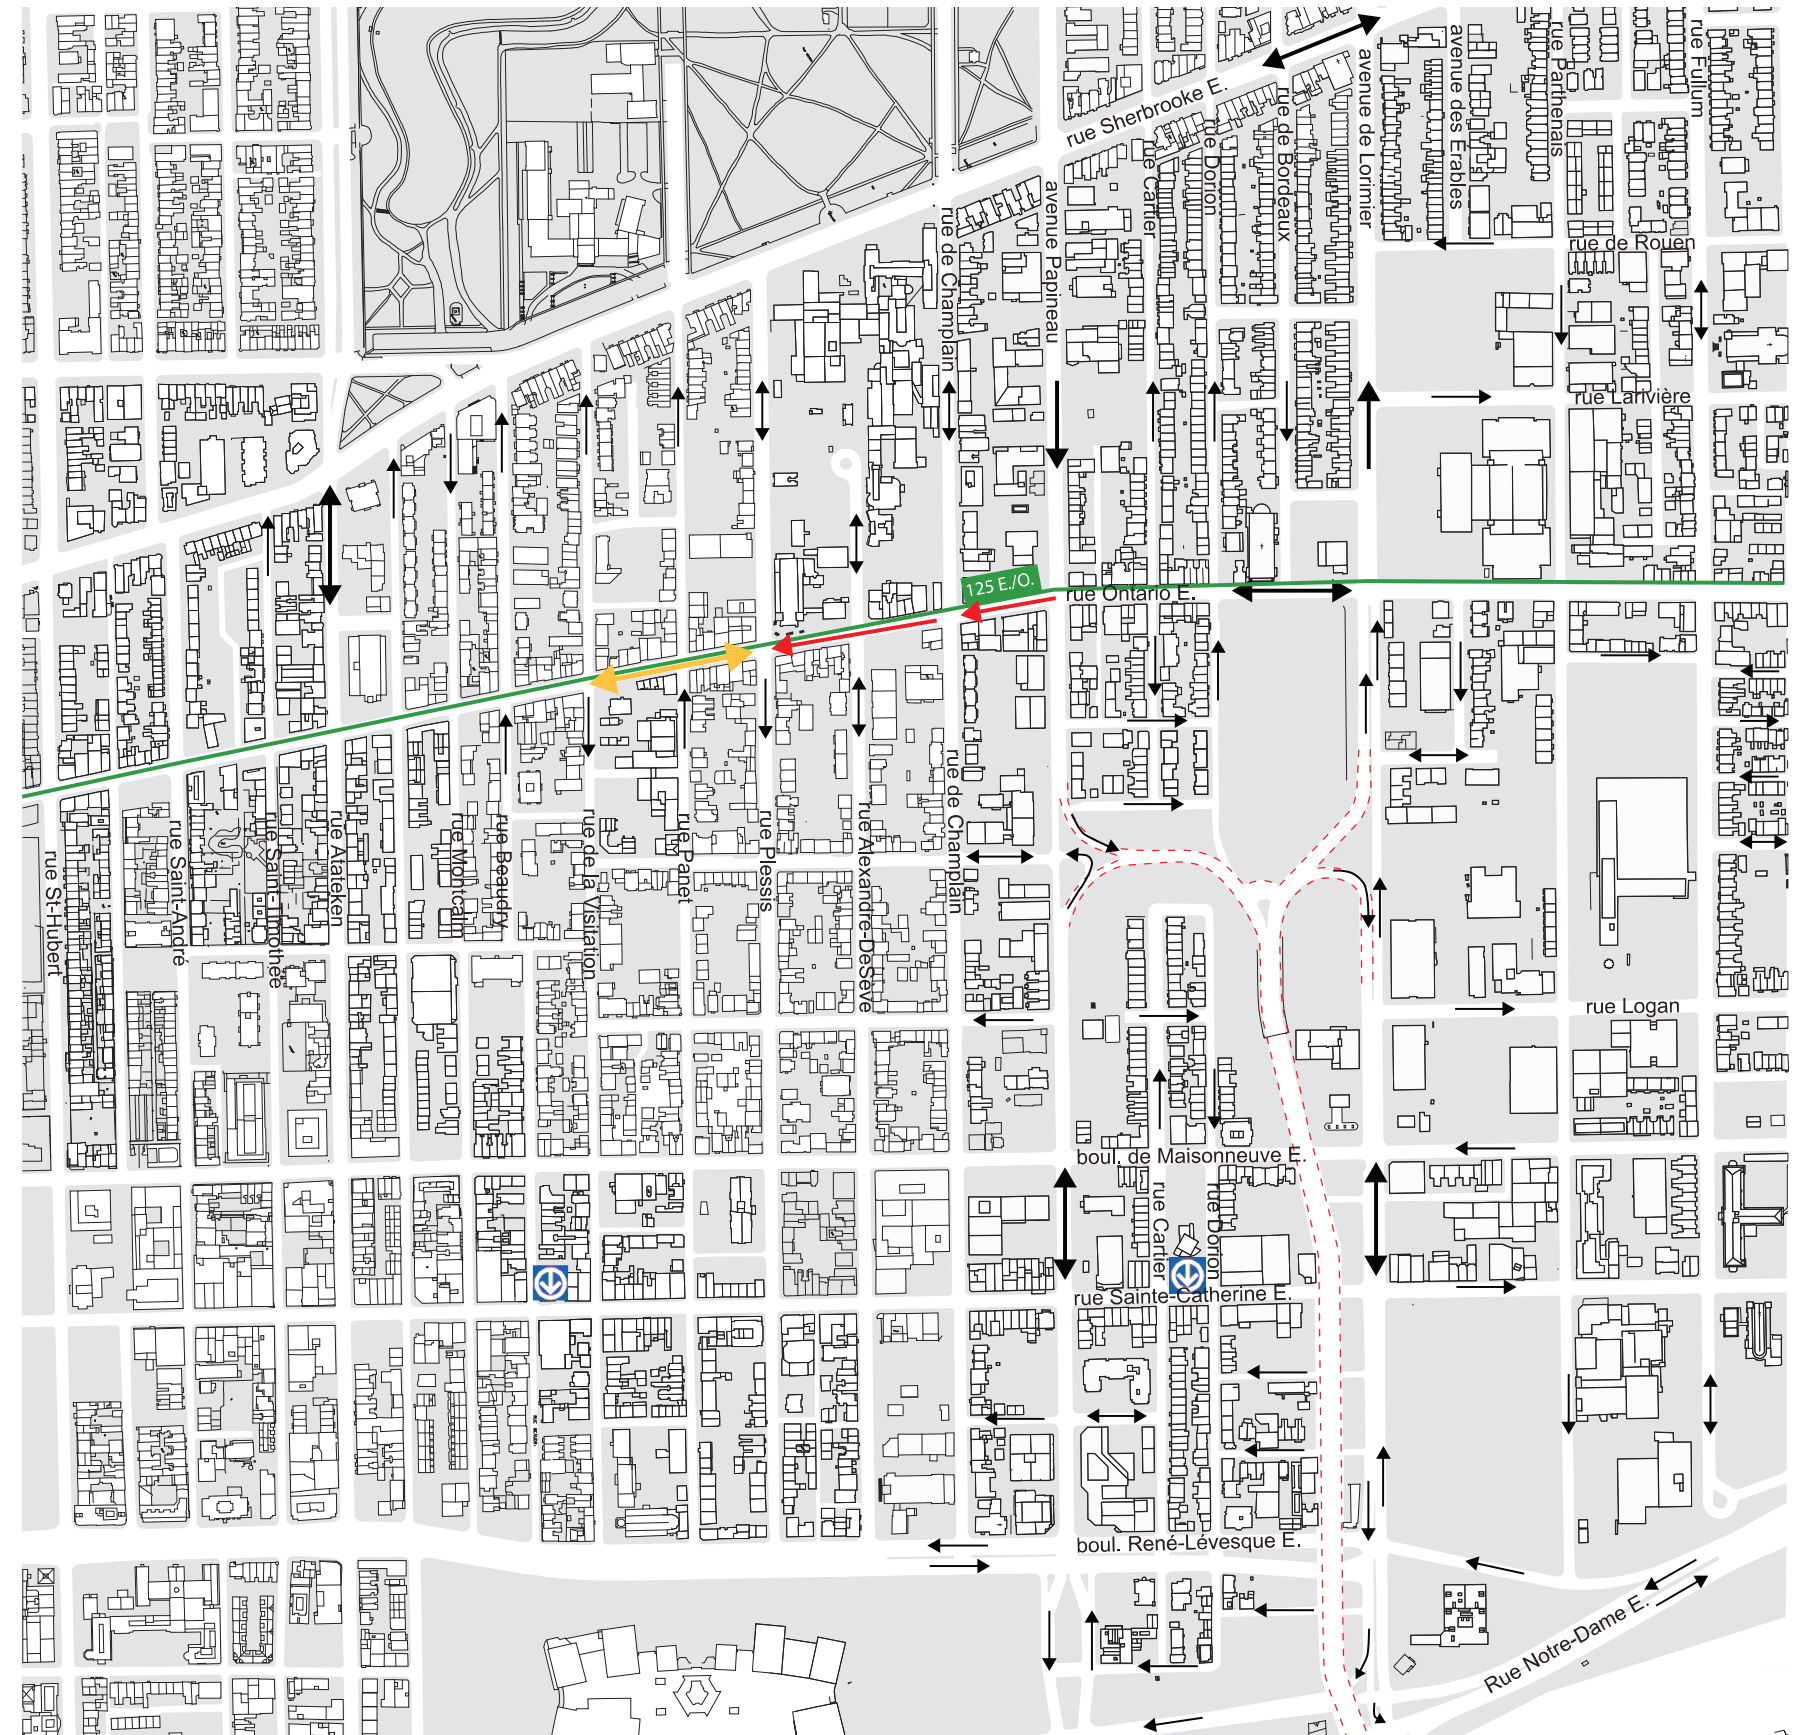 rue Sherbrooke E.
avenue des Érables
rue Parthenais
rue Fullum
avenue de Lorimier
rue de Bordeaux
rue Dorion
rue Cartier
avenue Papineau
rue de Champlain
rue de Rouen
rue Larivière
125 E./O.
rue Ontario E.
rue St-Hubert
rue Saint-André
rue Saint-Timothée
rue Atateken
rue Montcalm
rue Beaudry
rue de la Visitation
rue Panet
rue Plessis
rue Alexandre-DeSève
rue de Champlain
rue Logan
boul. de Maisonneuve E.
rue Cartier
rue Dorion
rue Sainte-Catherine E.
boul. René-Lévesque E.
Rue Notre-Dame E.